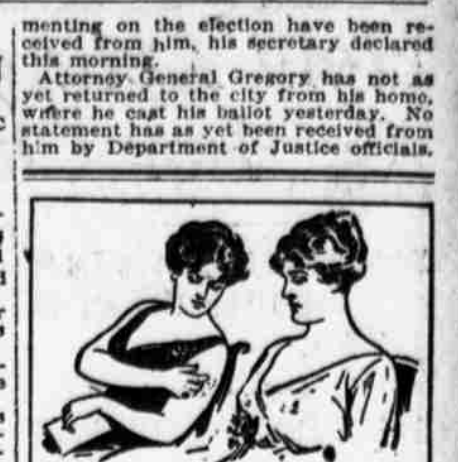 menting on the election have been re-
ceived from him, his secretary declared
this morning.
Attorney General Gregory has not as
yet returned to the city from his home,
where he cast his ballot yesterday. No
statement has as yet been received from
him by Department of Justice officials.